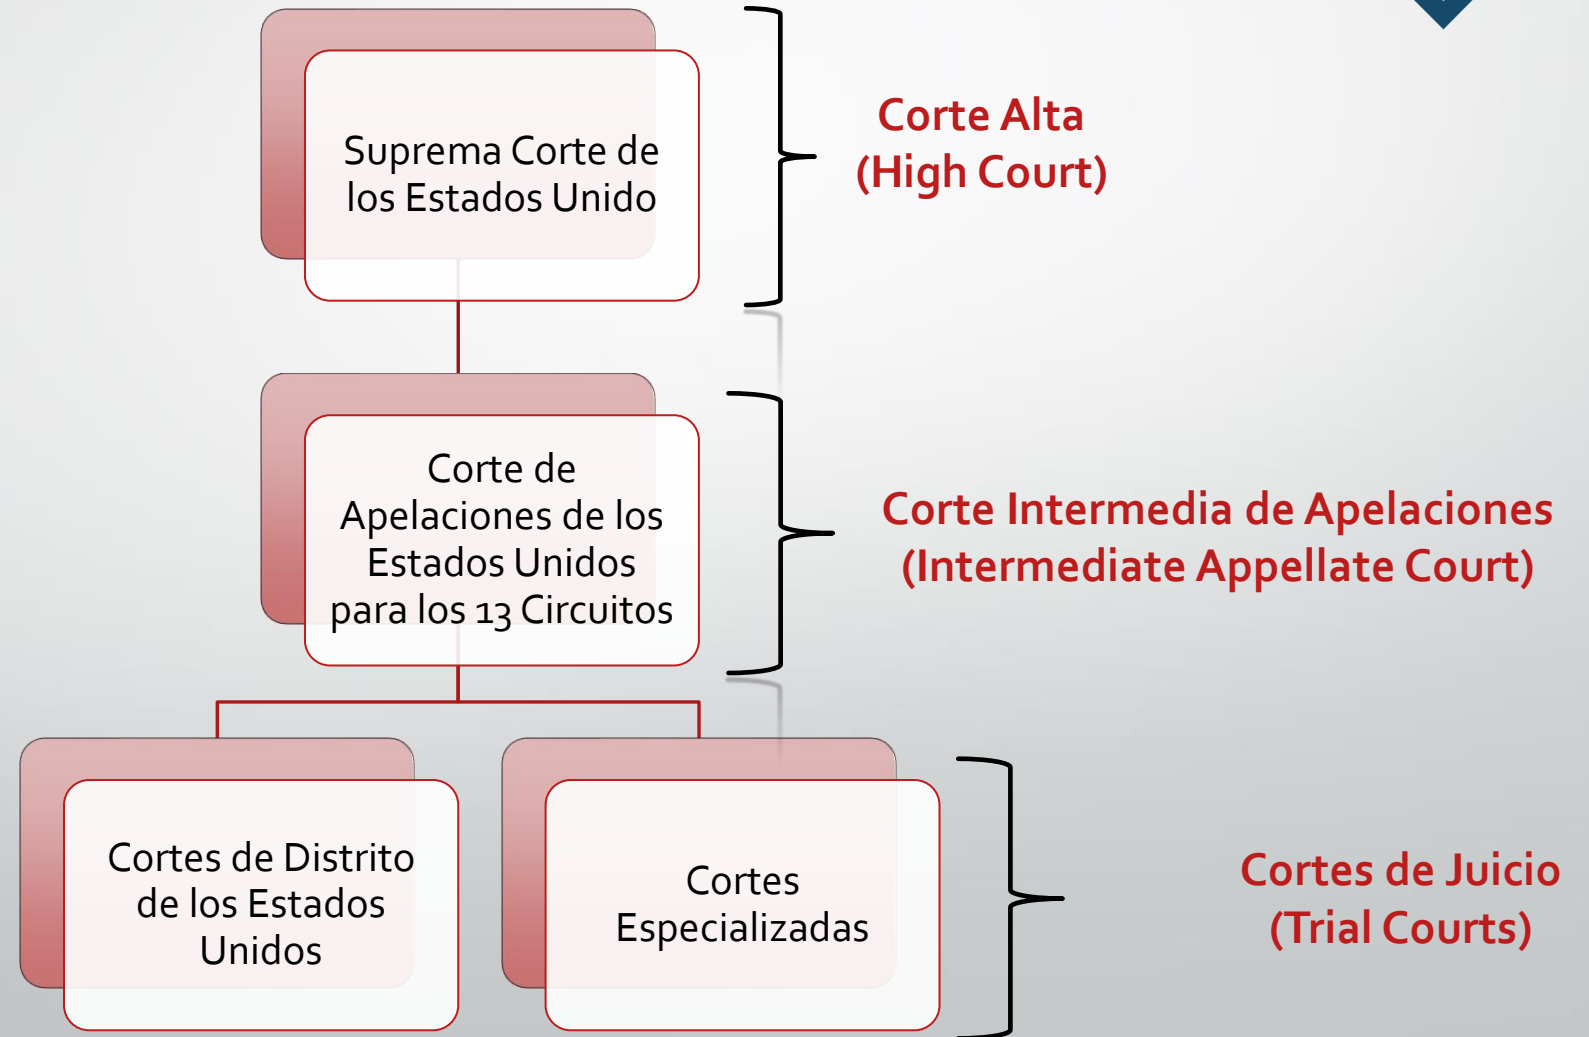 Suprema Corte de
los Estados Unido
Corte Alta
(High Court)
Corte de
Apelaciones de los
Estados Unidos
para los 13 Circuitos
Corte Intermedia de Apelaciones
(Intermediate Appellate Court)
Cortes de Distrito
de los Estados
Unidos
Cortes
Especializadas
Cortes de Juicio
(Trial Courts)